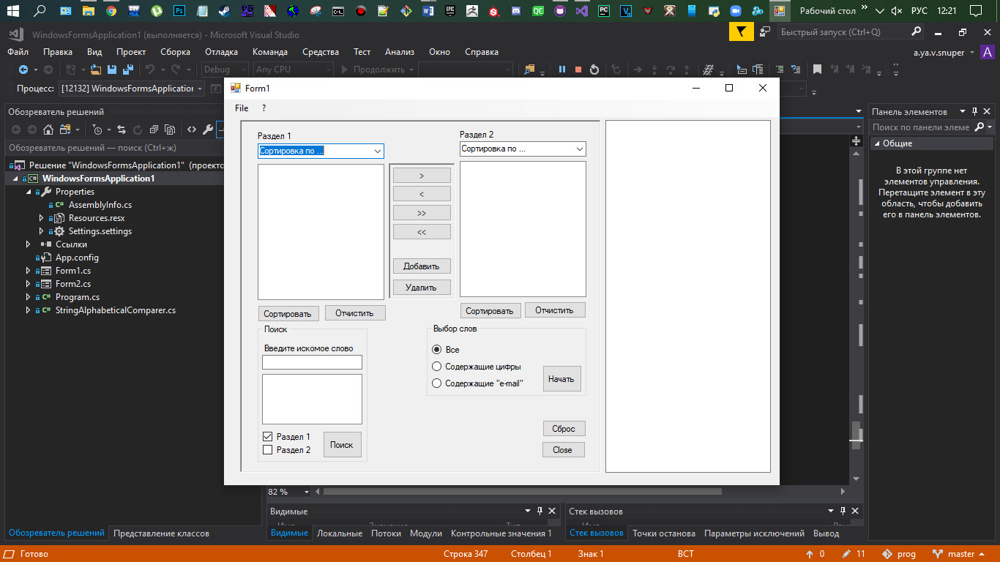 Рабочий стол
РУС
12:21
WindowsFormsApplication1 (выполняется) - Microsoft Visual Studio
Быстрый запуск (Ctrl+Q)
Файл Правка Вид Проект Сборка Отладка Команда Средства Тест Анализ Окно Справка
a.ya.v.snuper
A
Debug Any CPU Продолжить
Процесс: [12132] WindowsFormsApplication
Обозреватель решений
Обозреватель решений — поиск (Ctrl+ж)
Решение "WindowsFormsApplication1" (проекто
WindowsFormsApplication1
Properties
AssemblyInfo.cs
Resources.resx
Settings.settings
Ссылки
App.config
Form1.cs
Form2.cs
Program.cs
StringAlphabeticalComparer.cs
Обозреватель решений Представление классов
Form1
File ?
Раздел 1
Сортировка по ...
Раздел 2
Сортировка по ...
>
<
>>
<<
Добавить
Удалить
Сортировать Отчистить
Сортировать Отчистить
Поиск
Введите искомое слово
Раздел 1
Раздел 2
Поиск
Выбор слов
Все
Содержащие цифры
Содержащие "e-mail"
Начать
Сброс
Close
Панель элементов
Поиск по панели элеме
Общие
В этой группе нет
элементов управления.
Перетащите элемент в эту
область, чтобы добавить
его в панель элементов.
82 %
Видимые
Имя Значение Тип
Видимые Локальные Потоки Модули Контрольные значения 1
Стек вызовов
Имя
Стек вызовов Точки останова Параметры исключений Вывод
Готово Строка 347 Столбец 1 Знак 1 ВСТ 0 11 prog master